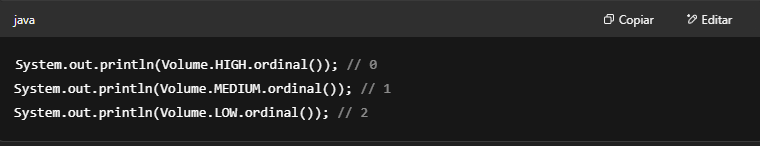 java Copiar Editar
System.out.println(Volume.HIGH.ordinal()); // 0
System.out.println(Volume.MEDIUM.ordinal()); // 1
System.out.println(Volume.LOW.ordinal()); // 2